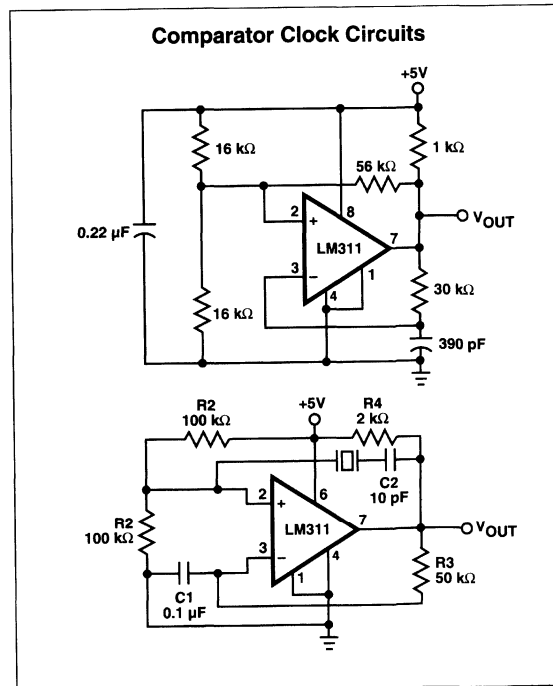 Comparator Clock Circuits
+5V
16 kΩ
1 kΩ
56 kΩ
2
+
8
0.22 µF
LM311
7
VOUT
3
–
1
4
16 kΩ
30 kΩ
390 pF
R2
100 kΩ
+5V
R4
2 kΩ
C2
10 pF
2
+
6
R2
100 kΩ
LM311
7
VOUT
3
–
4
1
C1
0.1 µF
R3
50 kΩ